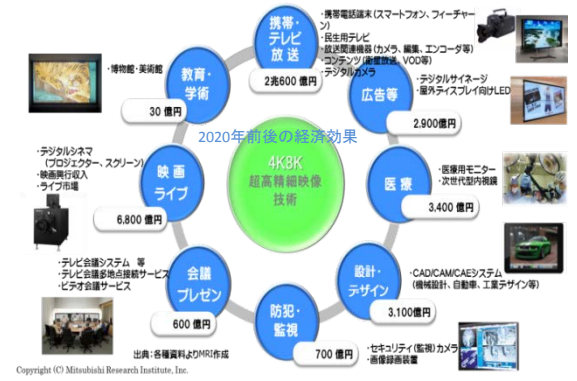 携帯・
テレビ
放送
2兆600億円
・携帯電話端末(スマートフォン、フィーチャー
ン)
・民生用テレビ
・放送関連機器(カメラ、編集、エンコーダ等)
・コンテンツ(衛星放送、VOD等)
・デジタルカメラ
広告等
2,900億円
・デジタルサイネージ
・屋外ディスプレイ向けLED
医療
3,400 億円
・医療用モニター
・次世代型内視鏡
設計・
デザイン
3,100億円
・CAD/CAM/CAEシステム
(機械設計、自動車、工業デザイン等)
防犯・
監視
700 億円
・セキュリティ(監視)カメラ
・画像録画装置
会議
プレゼン
600 億円
・テレビ会議システム 等
・テレビ会議多地点接続サービス
・ビデオ会議サービス
映画
ライブ
6,800 億円
・デジタルシネマ
(プロジェクター、スクリーン)
・映画興行収入
・ライブ市場
教育・
学術
30 億円
・博物館・美術館
2020年前後の経済効果
4K8K
超高精細映像
技術
出典:各種資料よりMRI作成
Copyright (C) Mitsubishi Research Institute, Inc.